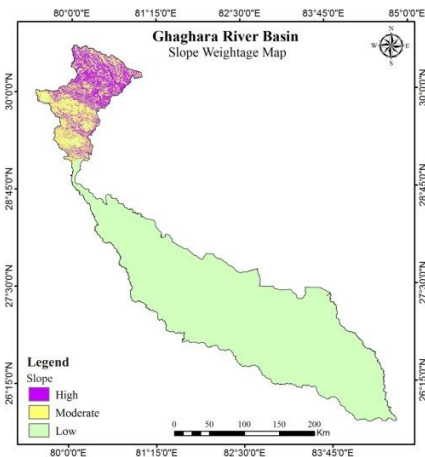 80°0'0"E 81°15'0"E 82°30'0"E 83°45'0"E 85°0'0"E
Ghaghara River Basin
Slope Weightage Map
N
W E
S
30°0'0"N 30°0'0"N
28°45'0"N 28°45'0"N
27°30'0"N 27°30'0"N
26°15'0"N 26°15'0"N
Legend
Slope
High
Moderate
Low
0 50 100 150 200
Km
80°0'0"E 81°15'0"E 82°30'0"E 83°45'0"E